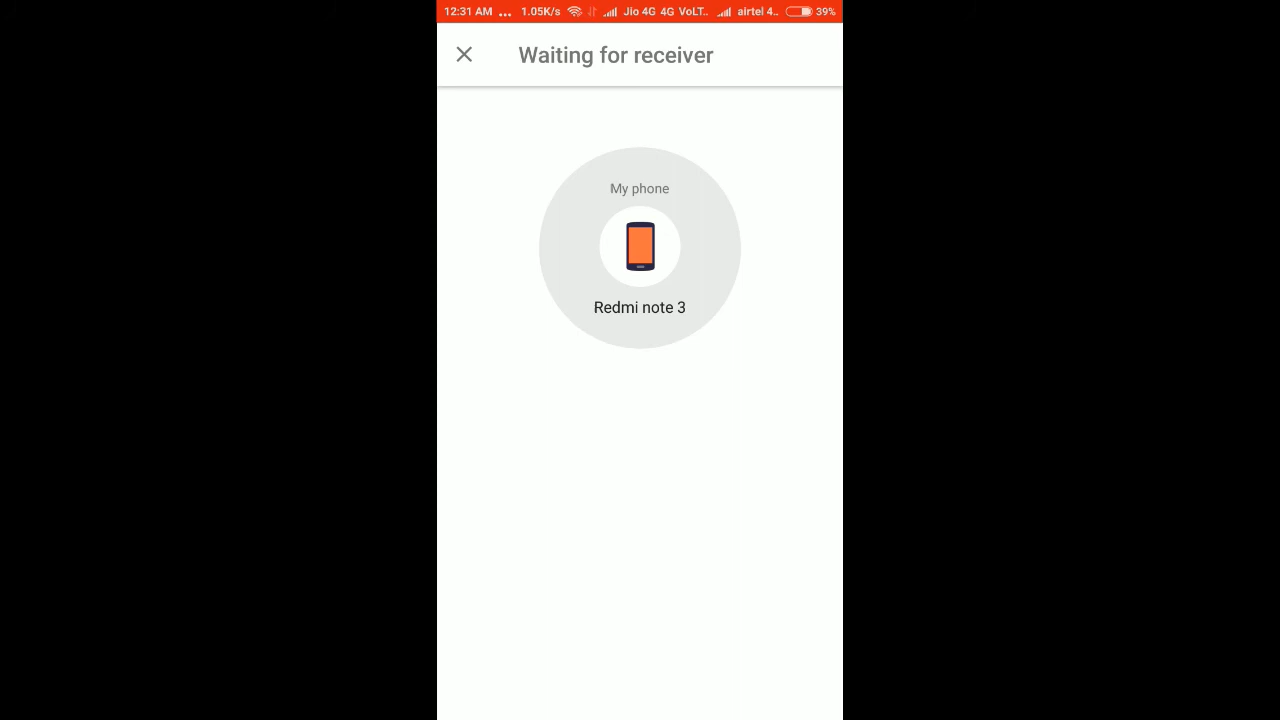 12:31 AM ... 1.05K/s Jio 4G 4G VoLT.. airtel 4.. 39%
Waiting for receiver
My phone
Redmi note 3